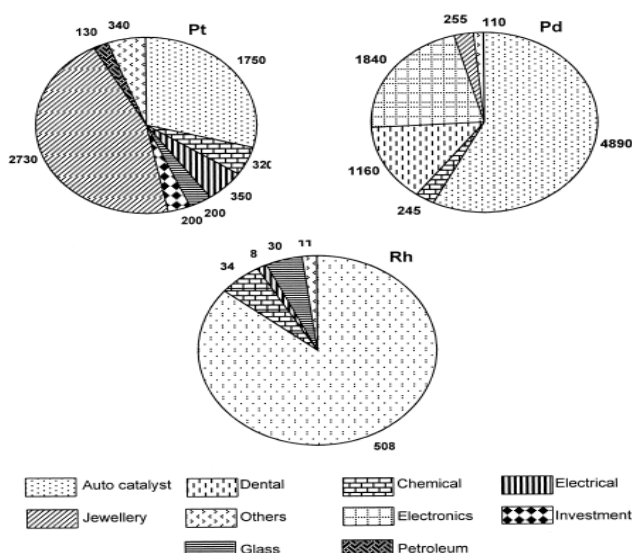 130
340
Pt
1750
2730
320
350
200
200
255
110
Pd
1840
4890
1160
245
Rh
34
8
30
11
508
Auto catalyst
Dental
Chemical
Electrical
Jewellery
Others
Electronics
Investment
Glass
Petroleum